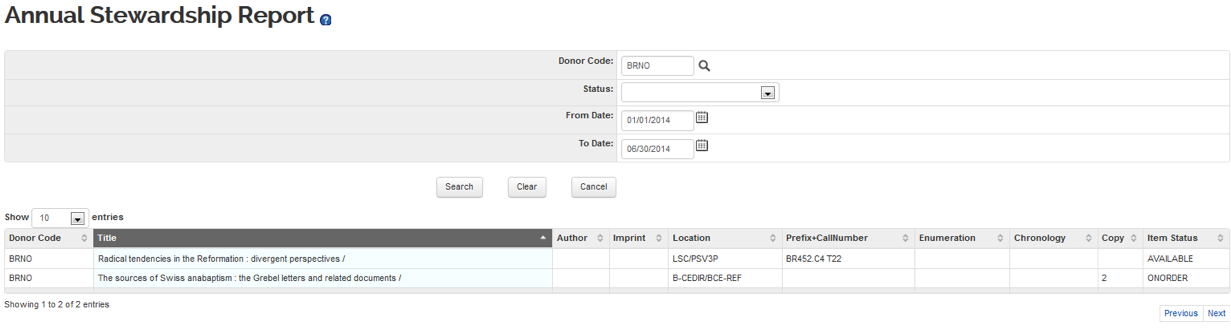 Annual Stewardship Report ?
Donor Code: BRNO
Status:
From Date: 01/01/2014
To Date: 06/30/2014
Search Clear Cancel
Show 10 entries
Donor Code Title Author Imprint Location Prefix+CallNumber Enumeration Chronology Copy Item Status
BRNO Radical tendencies in the Reformation : divergent perspectives / LSC/PSV3P BR452.C4 T22 AVAILABLE
BRNO The sources of Swiss anabaptism : the Grebel letters and related documents / B-CEDIR/BCE-REF 2 ONORDER
Showing 1 to 2 of 2 entries
Previous Next